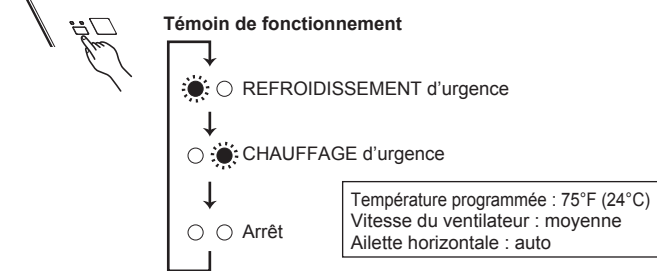 Témoin de fonctionnement
REFROIDISSEMENT d'urgence
CHAUFFAGE d'urgence
Arrêt
Température programmée : 75°F (24°C)
Vitesse du ventilateur : moyenne
Ailette horizontale : auto